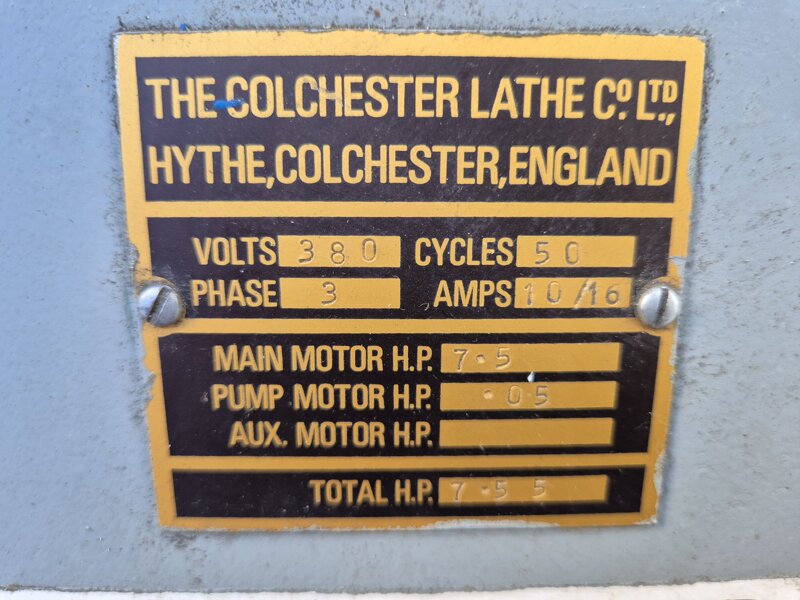 THE COLCHESTER LATHE CO. LTD.,
HYTHE, COLCHESTER, ENGLAND
VOLTS 380 CYCLES 50
PHASE 3 AMPS 10/16
MAIN MOTOR H.P. 7.5
PUMP MOTOR H.P. .05
AUX. MOTOR H.P.
TOTAL H.P. 7.55